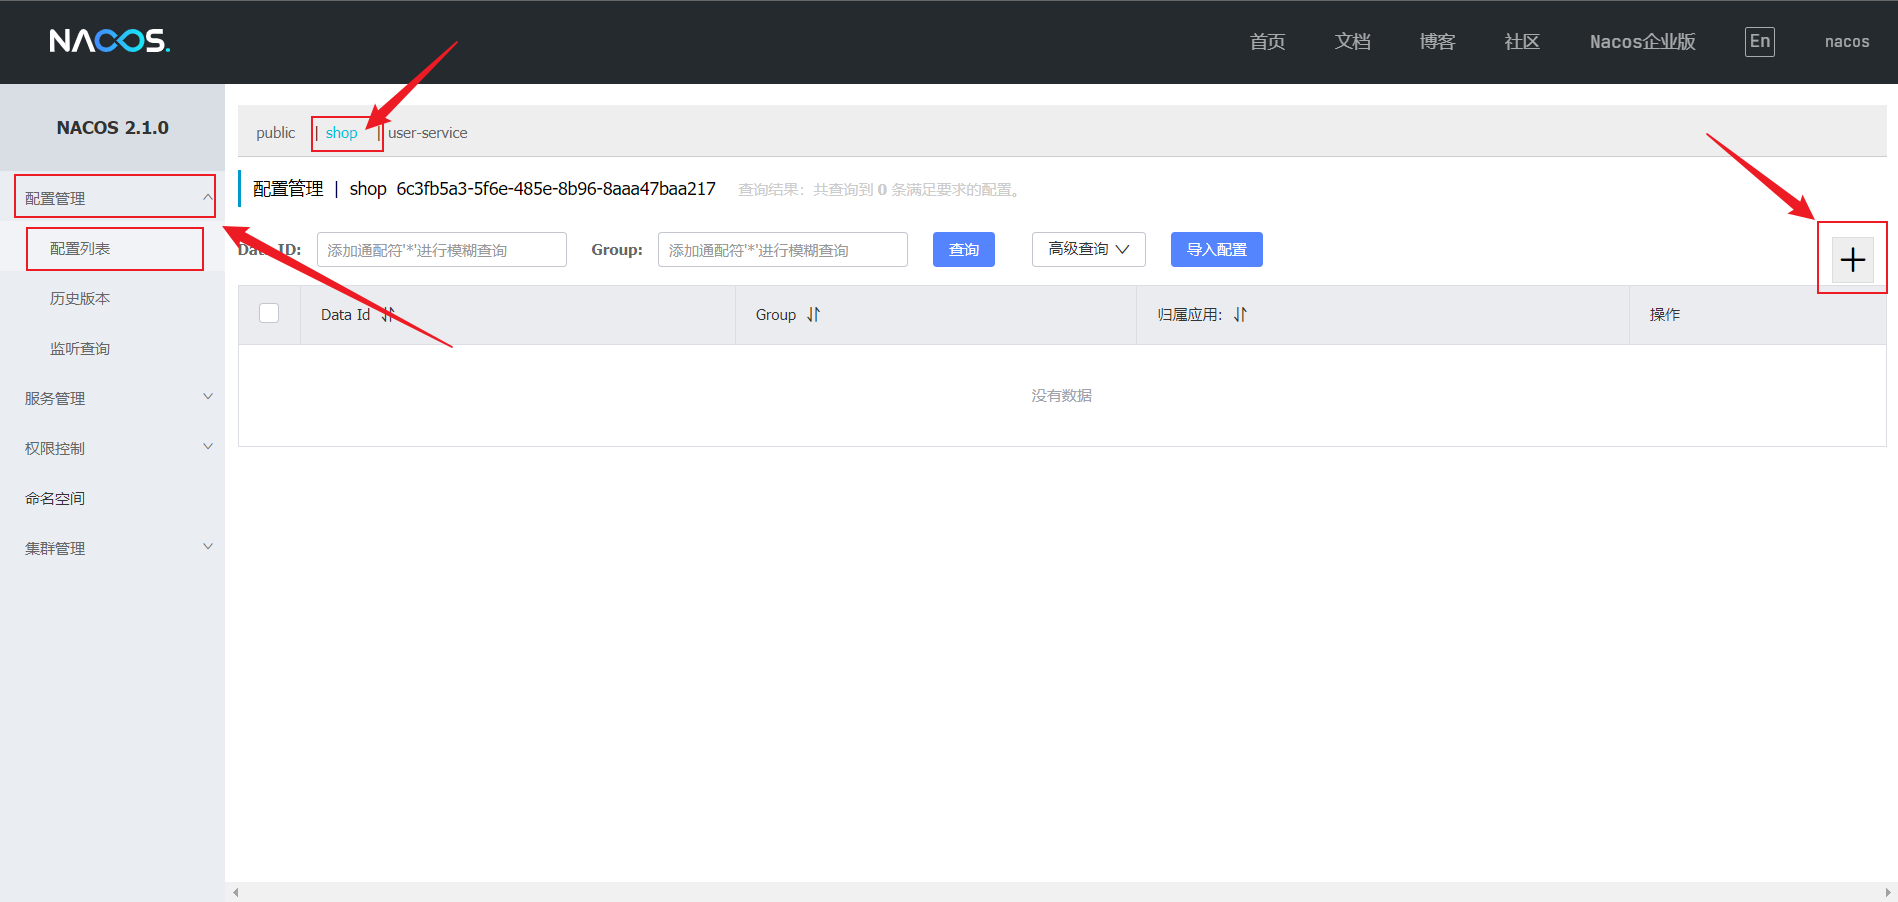 NACOS.
首页 文档 博客 社区 Nacos企业版 En nacos
NACOS 2.1.0
配置管理
配置列表
历史版本
监听查询
服务管理
权限控制
命名空间
集群管理
public | shop | user-service
配置管理 | shop 6c3fb5a3-5f6e-485e-8b96-8aaa47baa217 查询结果：共查询到 0 条满足要求的配置。
Data ID: 添加通配符'*'进行模糊查询 Group: 添加通配符'*'进行模糊查询 查询 高级查询 导入配置
Data Id Group 归属应用: 操作
没有数据